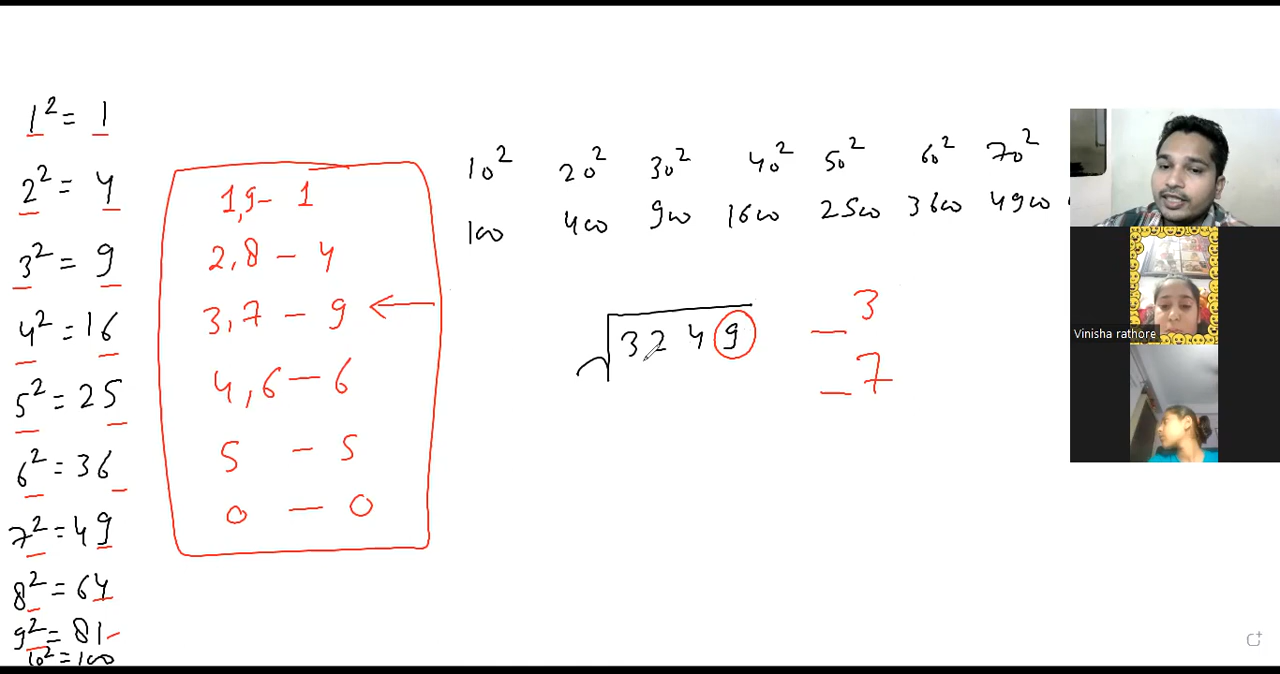 1² = 1
2² = 4
3² = 9
4² = 16
5² = 25
6² = 36
7² = 49
8² = 64
9² = 81
10² = 100
1,9 - 1
2,8 - 4
3,7 - 9
4,6 - 6
5 - 5
0 - 0
10² 20² 30² 40² 50² 60² 70²
100 400 900 1600 2500 3600 4900
√3249
_3
_7
Vinisha rathore